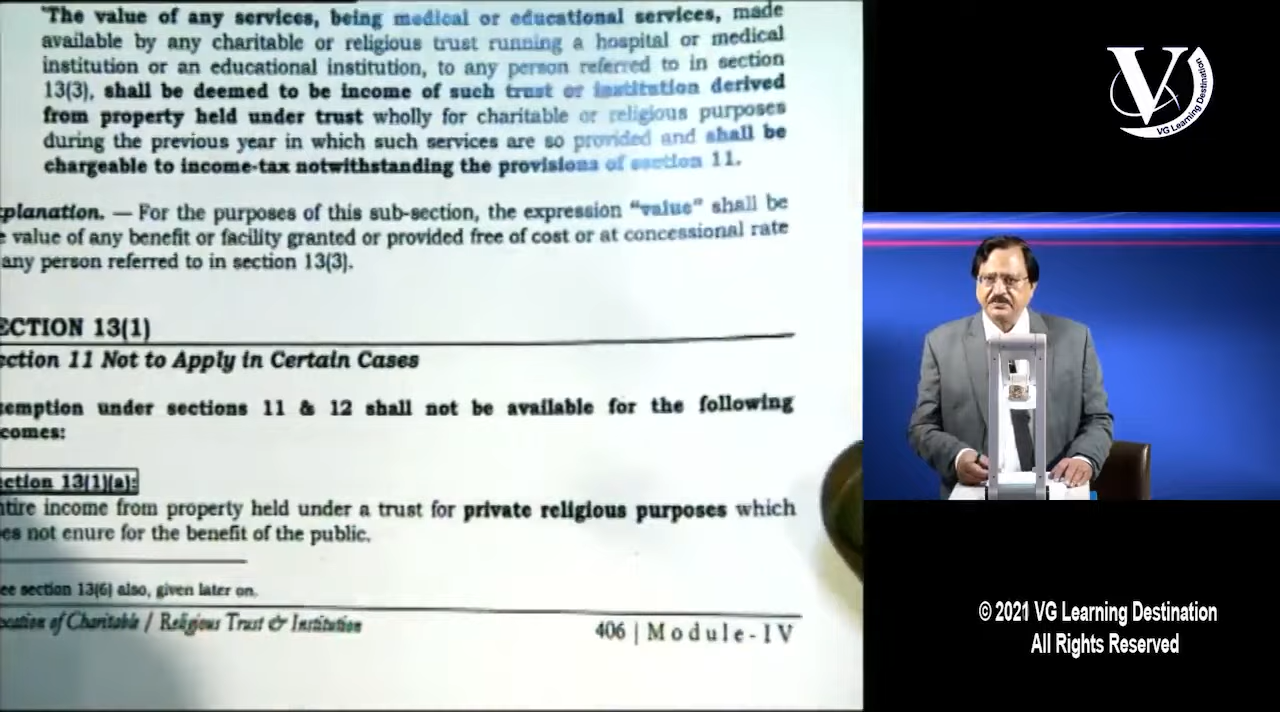 "The value of any services, being medical or educational services, made
available by any charitable or religious trust running a hospital or medical
institution or an educational institution, to any person referred to in section
13(3), shall be deemed to be income of such trust or institution derived
from property held under trust wholly for charitable or religious purposes
during the previous year in which such services are so provided and shall be
chargeable to income-tax notwithstanding the provisions of section 11.
planation. — For the purposes of this sub-section, the expression "value" shall be
e value of any benefit or facility granted or provided free of cost or at concessional rate
any person referred to in section 13(3).
ECTION 13(1)
ection 11 Not to Apply in Certain Cases
emption under sections 11 & 12 shall not be available for the following
comes:
ection 13(1)(a):
ntire income from property held under a trust for private religious purposes which
es not enure for the benefit of the public.
ee section 13(6) also, given later on.
Charitable / Religious Trust & Institution
406 | Module-IV
V
VG Learning Destination
© 2021 VG Learning Destination
All Rights Reserved